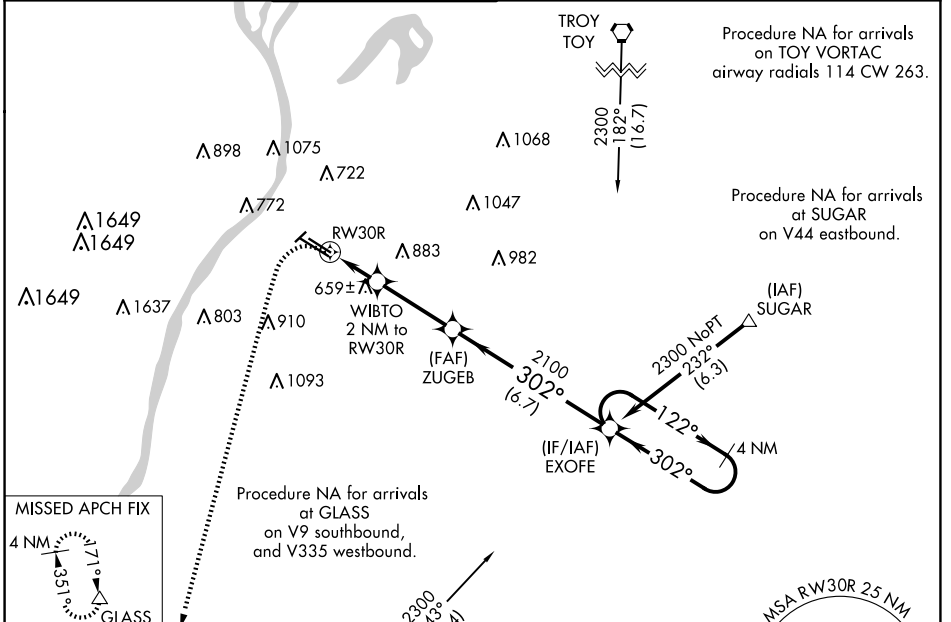 TROY
TOY
Procedure NA for arrivals
on TOY VORTAC
airway radials 114 CW 263.
2300
182°
(16.7)
898
1075
722
1068
772
1047
1649
1649
Procedure NA for arrivals
at SUGAR
on V44 eastbound.
RW30R
883
982
659±
1649
1637
803
910
WIBTO
2 NM to
RW30R
(IAF)
SUGAR
(FAF)
ZUGEB
2300 NoPT
232°
(6.3)
1093
2100
302°
(6.7)
122°
4 NM
302°
(IF/IAF)
EXOFE
Procedure NA for arrivals
at GLASS
on V9 southbound,
and V335 westbound.
MISSED APCH FIX
4 NM
171°
351°
GLASS
2300
MSA RW30R 25 NM